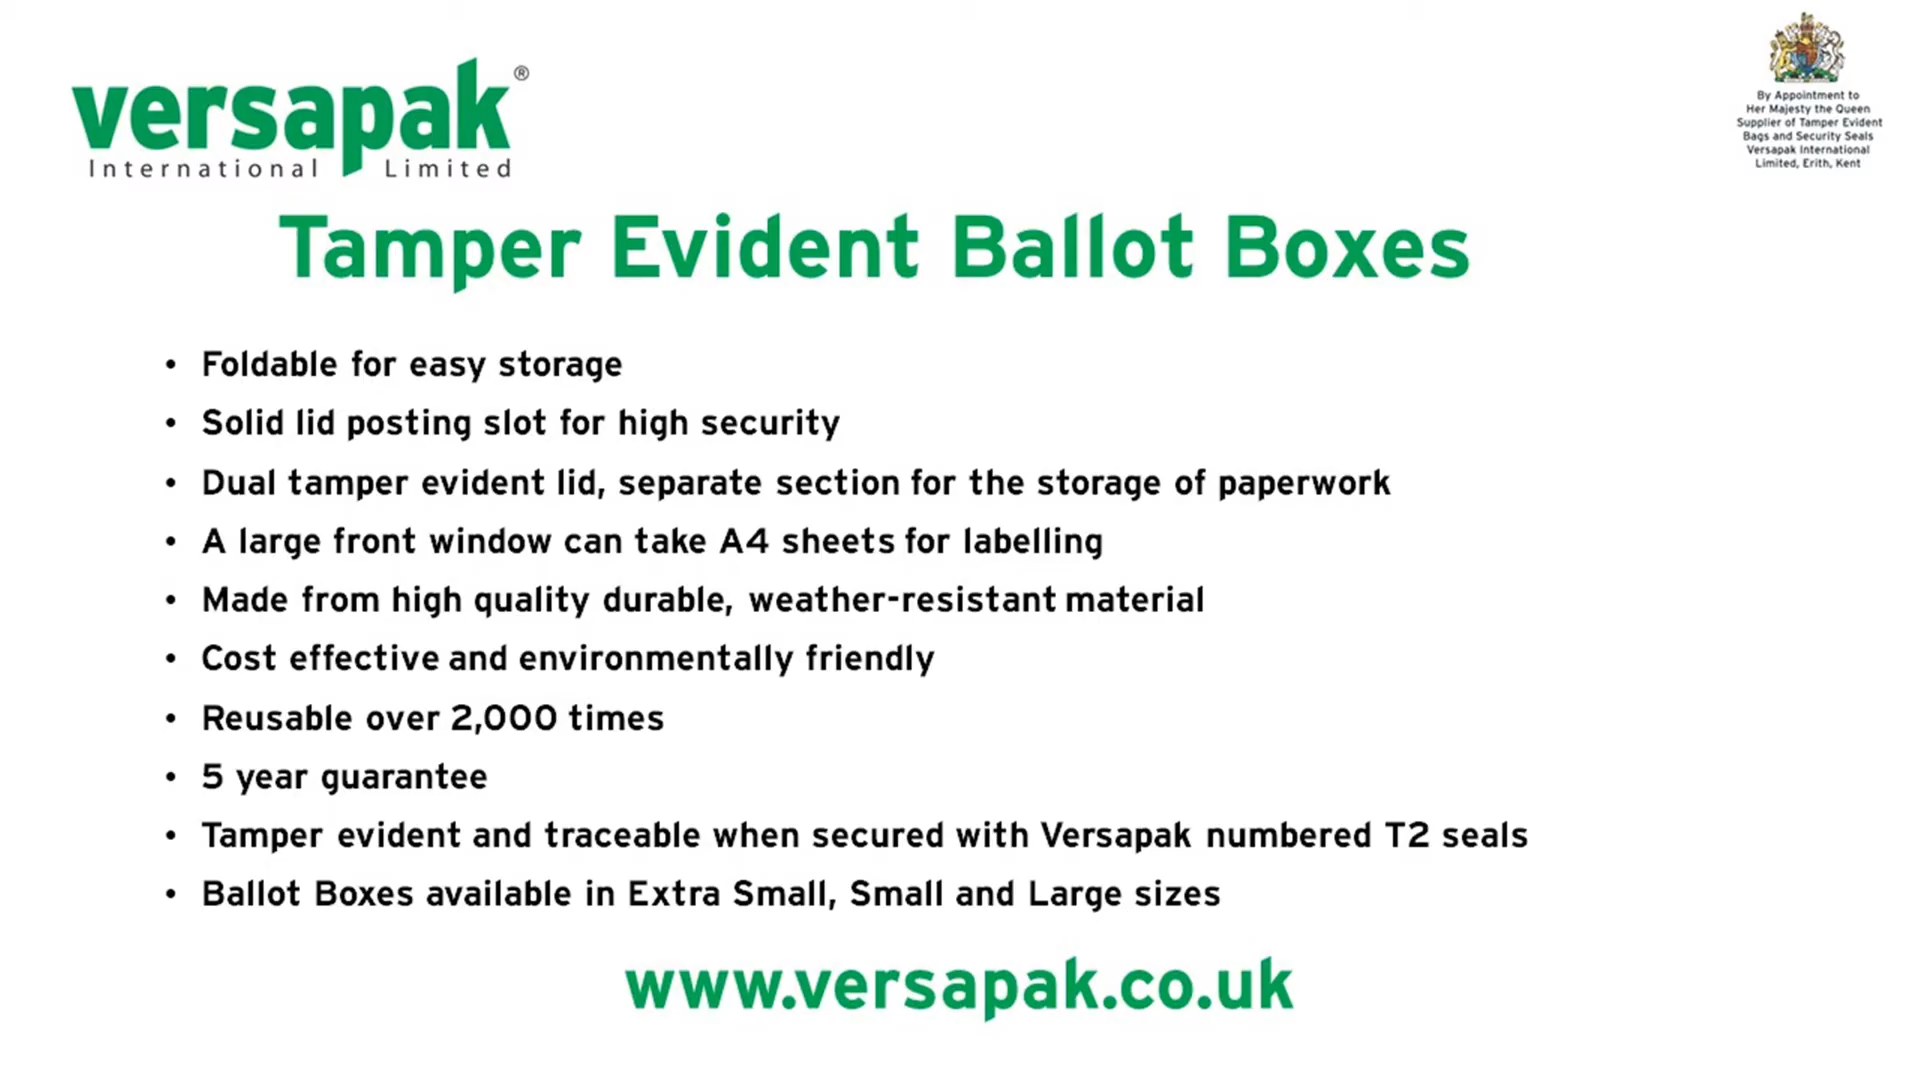 versapak®
International Limited
By Appointment to
Her Majesty the Queen
Supplier of Tamper Evident
Bags and Security Seals
Versapak International
Limited, Erith, Kent
Tamper Evident Ballot Boxes
• Foldable for easy storage
• Solid lid posting slot for high security
• Dual tamper evident lid, separate section for the storage of paperwork
• A large front window can take A4 sheets for labelling
• Made from high quality durable, weather-resistant material
• Cost effective and environmentally friendly
• Reusable over 2,000 times
• 5 year guarantee
• Tamper evident and traceable when secured with Versapak numbered T2 seals
• Ballot Boxes available in Extra Small, Small and Large sizes
www.versapak.co.uk